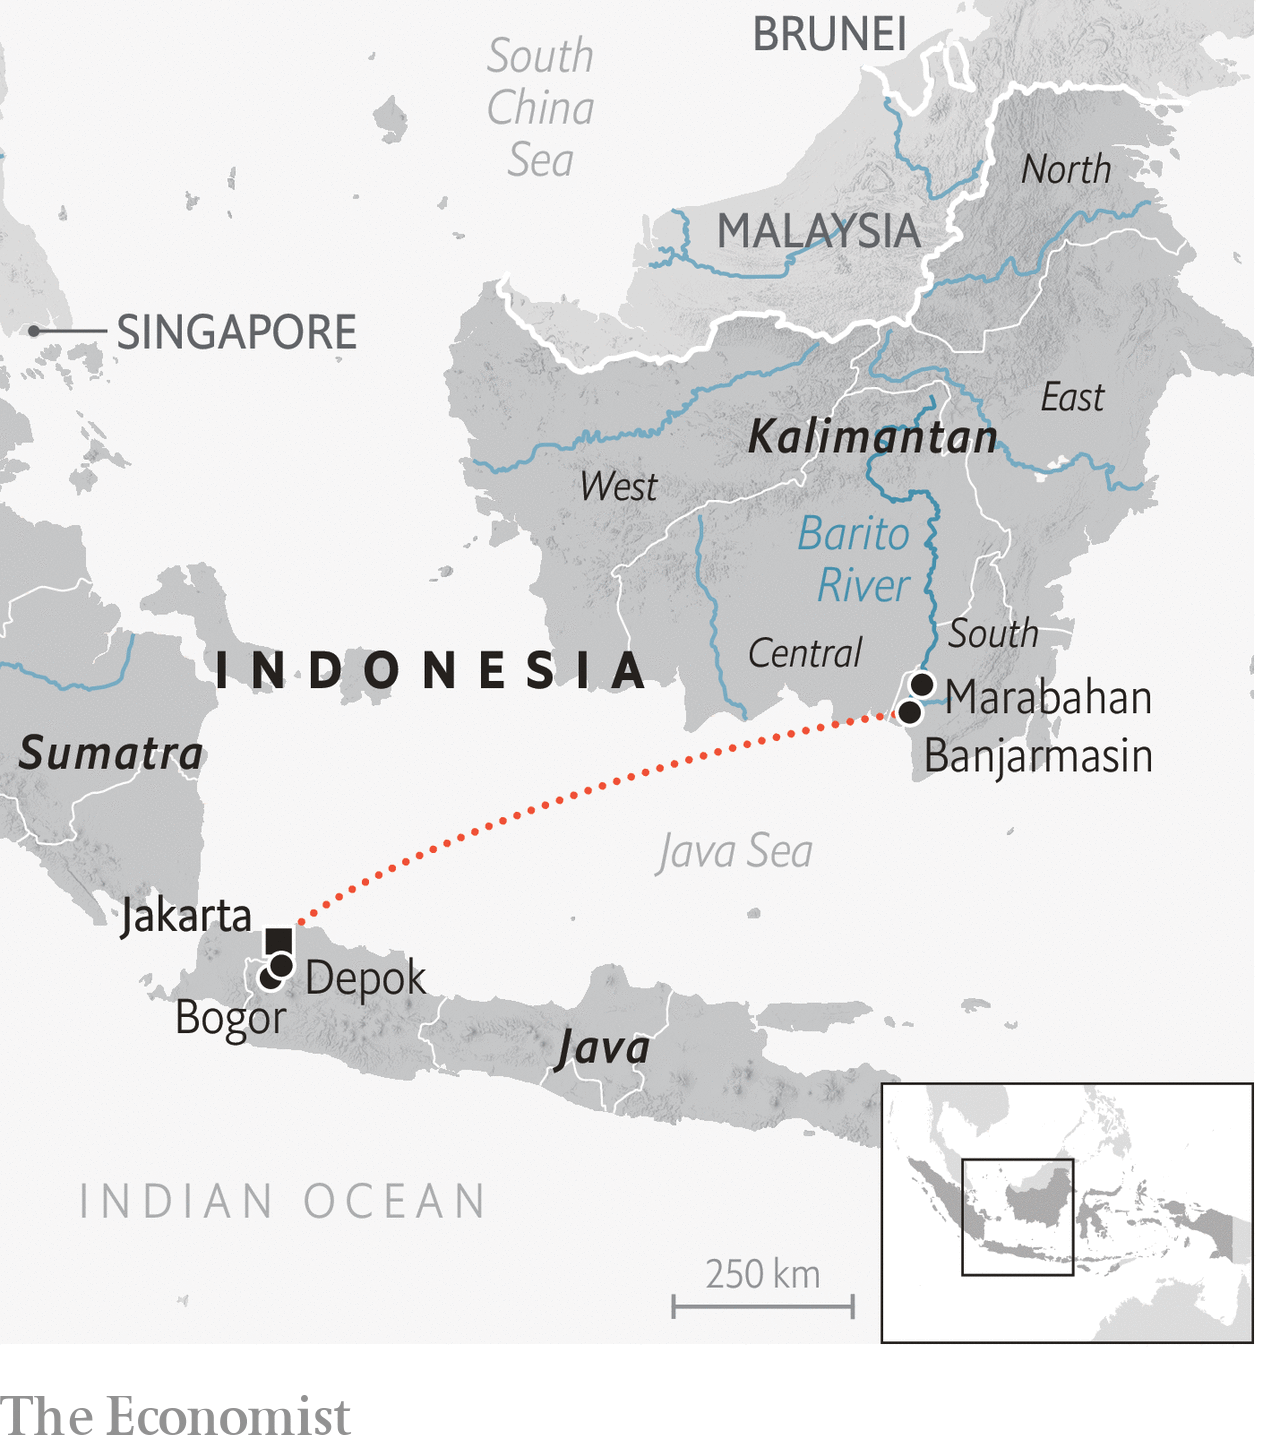 BRUNEI
South
China
Sea
North
MALAYSIA
SINGAPORE
East
Kalimantan
West
Barito
River
South
Central
INDONESIA
Marabahan
Sumatra
Banjarmasin
Java Sea
Jakarta
Depok
Bogor
Java
INDIAN OCEAN
250 km
The Economist